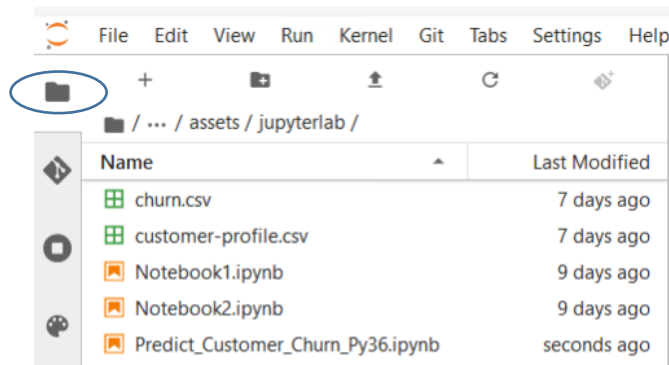 File Edit View Run Kernel Git Tabs Settings Help
/ ··· / assets / jupyterlab /
Name Last Modified
churn.csv 7 days ago
customer-profile.csv 7 days ago
Notebook1.ipynb 9 days ago
Notebook2.ipynb 9 days ago
Predict_Customer_Churn_Py36.ipynb seconds ago